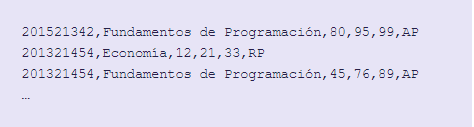 201521342,Fundamentos de Programación,80,95,99,AP
201321454,Economía,12,21,33,RP
201321454,Fundamentos de Programación,45,76,89,AP
…